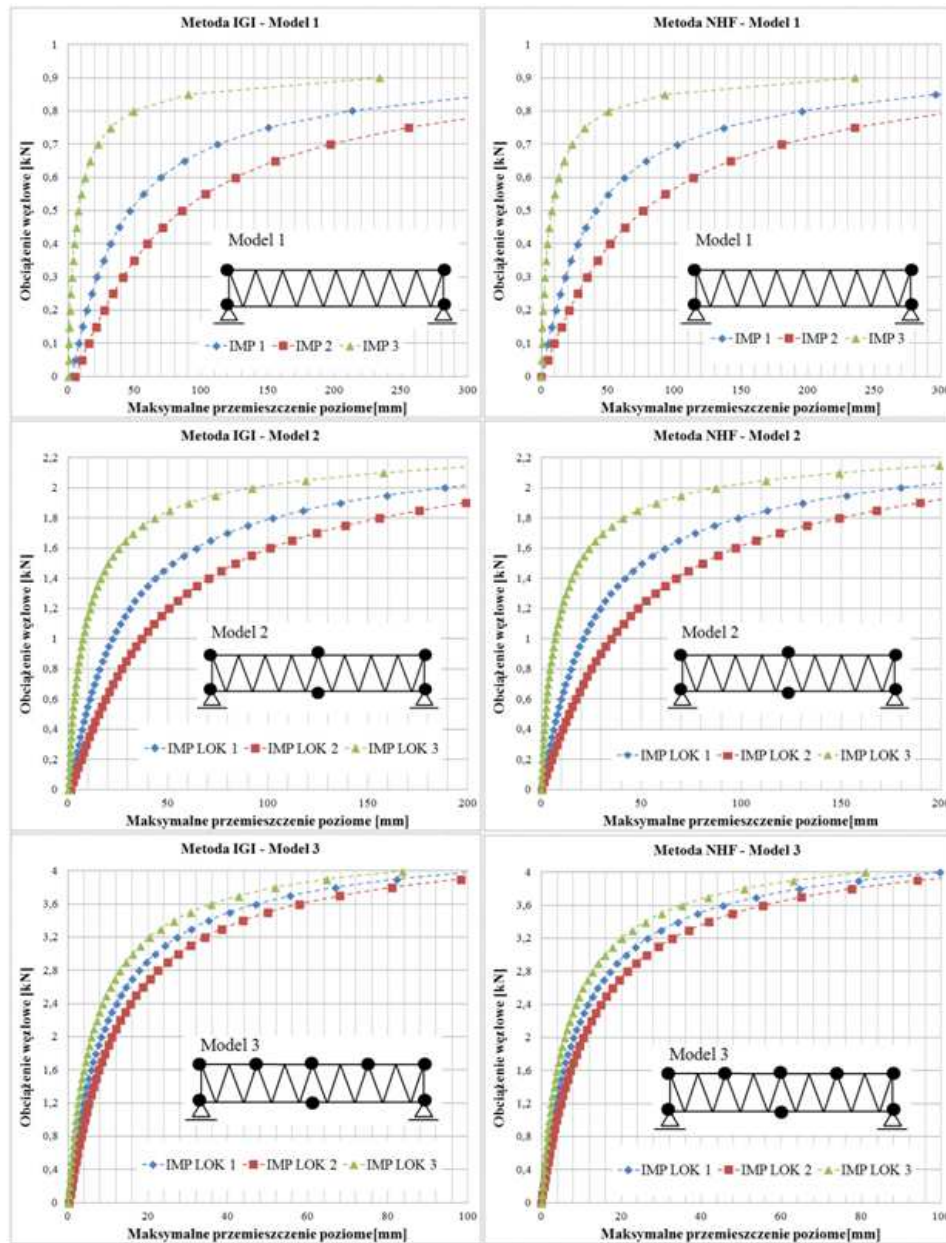 Metoda IGI - Model 1
Obciążenie węzłowe [kN]
1
0,9
0,8
0,7
0,6
0,5
0,4
0,3
0,2
0,1
0
Model 1
IMP 1 IMP 2 IMP 3
0 50 100 150 200 250 300
Maksymalne przemieszczenie poziome[mm]
Metoda NHF - Model 1
Obciążenie węzłowe [kN]
1
0,9
0,8
0,7
0,6
0,5
0,4
0,3
0,2
0,1
0
Model 1
IMP 1 IMP 2 IMP 3
0 50 100 150 200 250 300
Maksymalne przemieszczenie poziome[mm]
Metoda IGI - Model 2
Obciążenie węzłowe [kN]
2,2
2
1,8
1,6
1,4
1,2
1
0,8
0,6
0,4
0,2
0
Model 2
IMP LOK 1 IMP LOK 2 IMP LOK 3
0 50 100 150 200
Maksymalne przemieszczenie poziome [mm]
Metoda NHF - Model 2
Obciążenie węzłowe [kN]
2,2
2
1,8
1,6
1,4
1,2
1
0,8
0,6
0,4
0,2
0
Model 2
IMP LOK 1 IMP LOK 2 IMP LOK 3
0 50 100 150 200
Maksymalne przemieszczenie poziome[mm
Metoda IGI - Model 3
Obciążenie węzłowe [kN]
4
3,6
3,2
2,8
2,4
2
1,6
1,2
0,8
0,4
0
Model 3
IMP LOK 1 IMP LOK 2 IMP LOK 3
0 20 40 60 80 100
Maksymalne przemieszczenie poziome[mm]
Metoda NHF - Model 3
Obciążenie węzłowe [kN]
4
3,6
3,2
2,8
2,4
2
1,6
1,2
0,8
0,4
0
Model 3
IMP LOK 1 IMP LOK 2 IMP LOK 3
0 20 40 60 80 100
Maksymalne przemieszczenie poziome[mm]